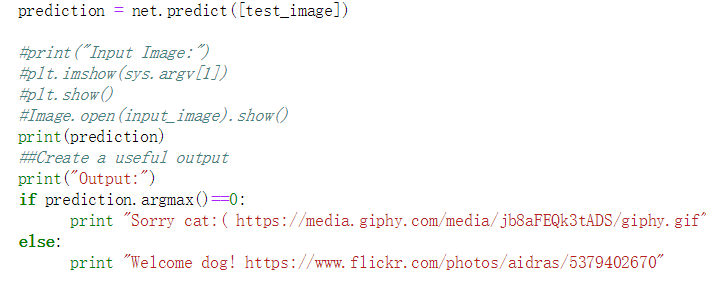 prediction = net.predict([test_image])
#print("Input Image:")
#plt.imshow(sys.argv[1])
#plt.show()
#Image.open(input_image).show()
print(prediction)
##Create a useful output
print("Output:")
if prediction.argmax()==0:
print "Sorry cat:( https://media.giphy.com/media/jb8aFEQk3tADS/giphy.gif"
else:
print "Welcome dog! https://www.flickr.com/photos/aidras/5379402670"